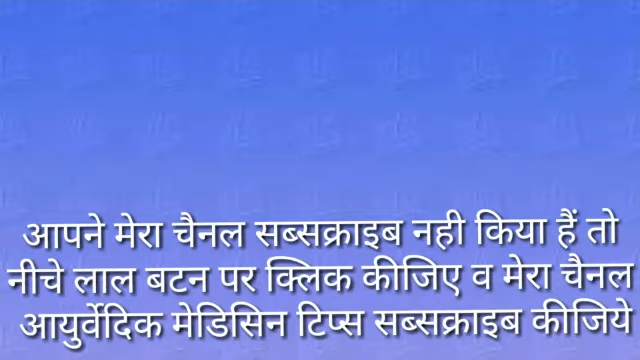 आपने मेरा चैनल सब्सक्राइब नही किया हैं तो
नीचे लाल बटन पर क्लिक कीजिए व मेरा चैनल
आयुर्वेदिक मेडिसिन टिप्स सब्सक्राइब कीजिये